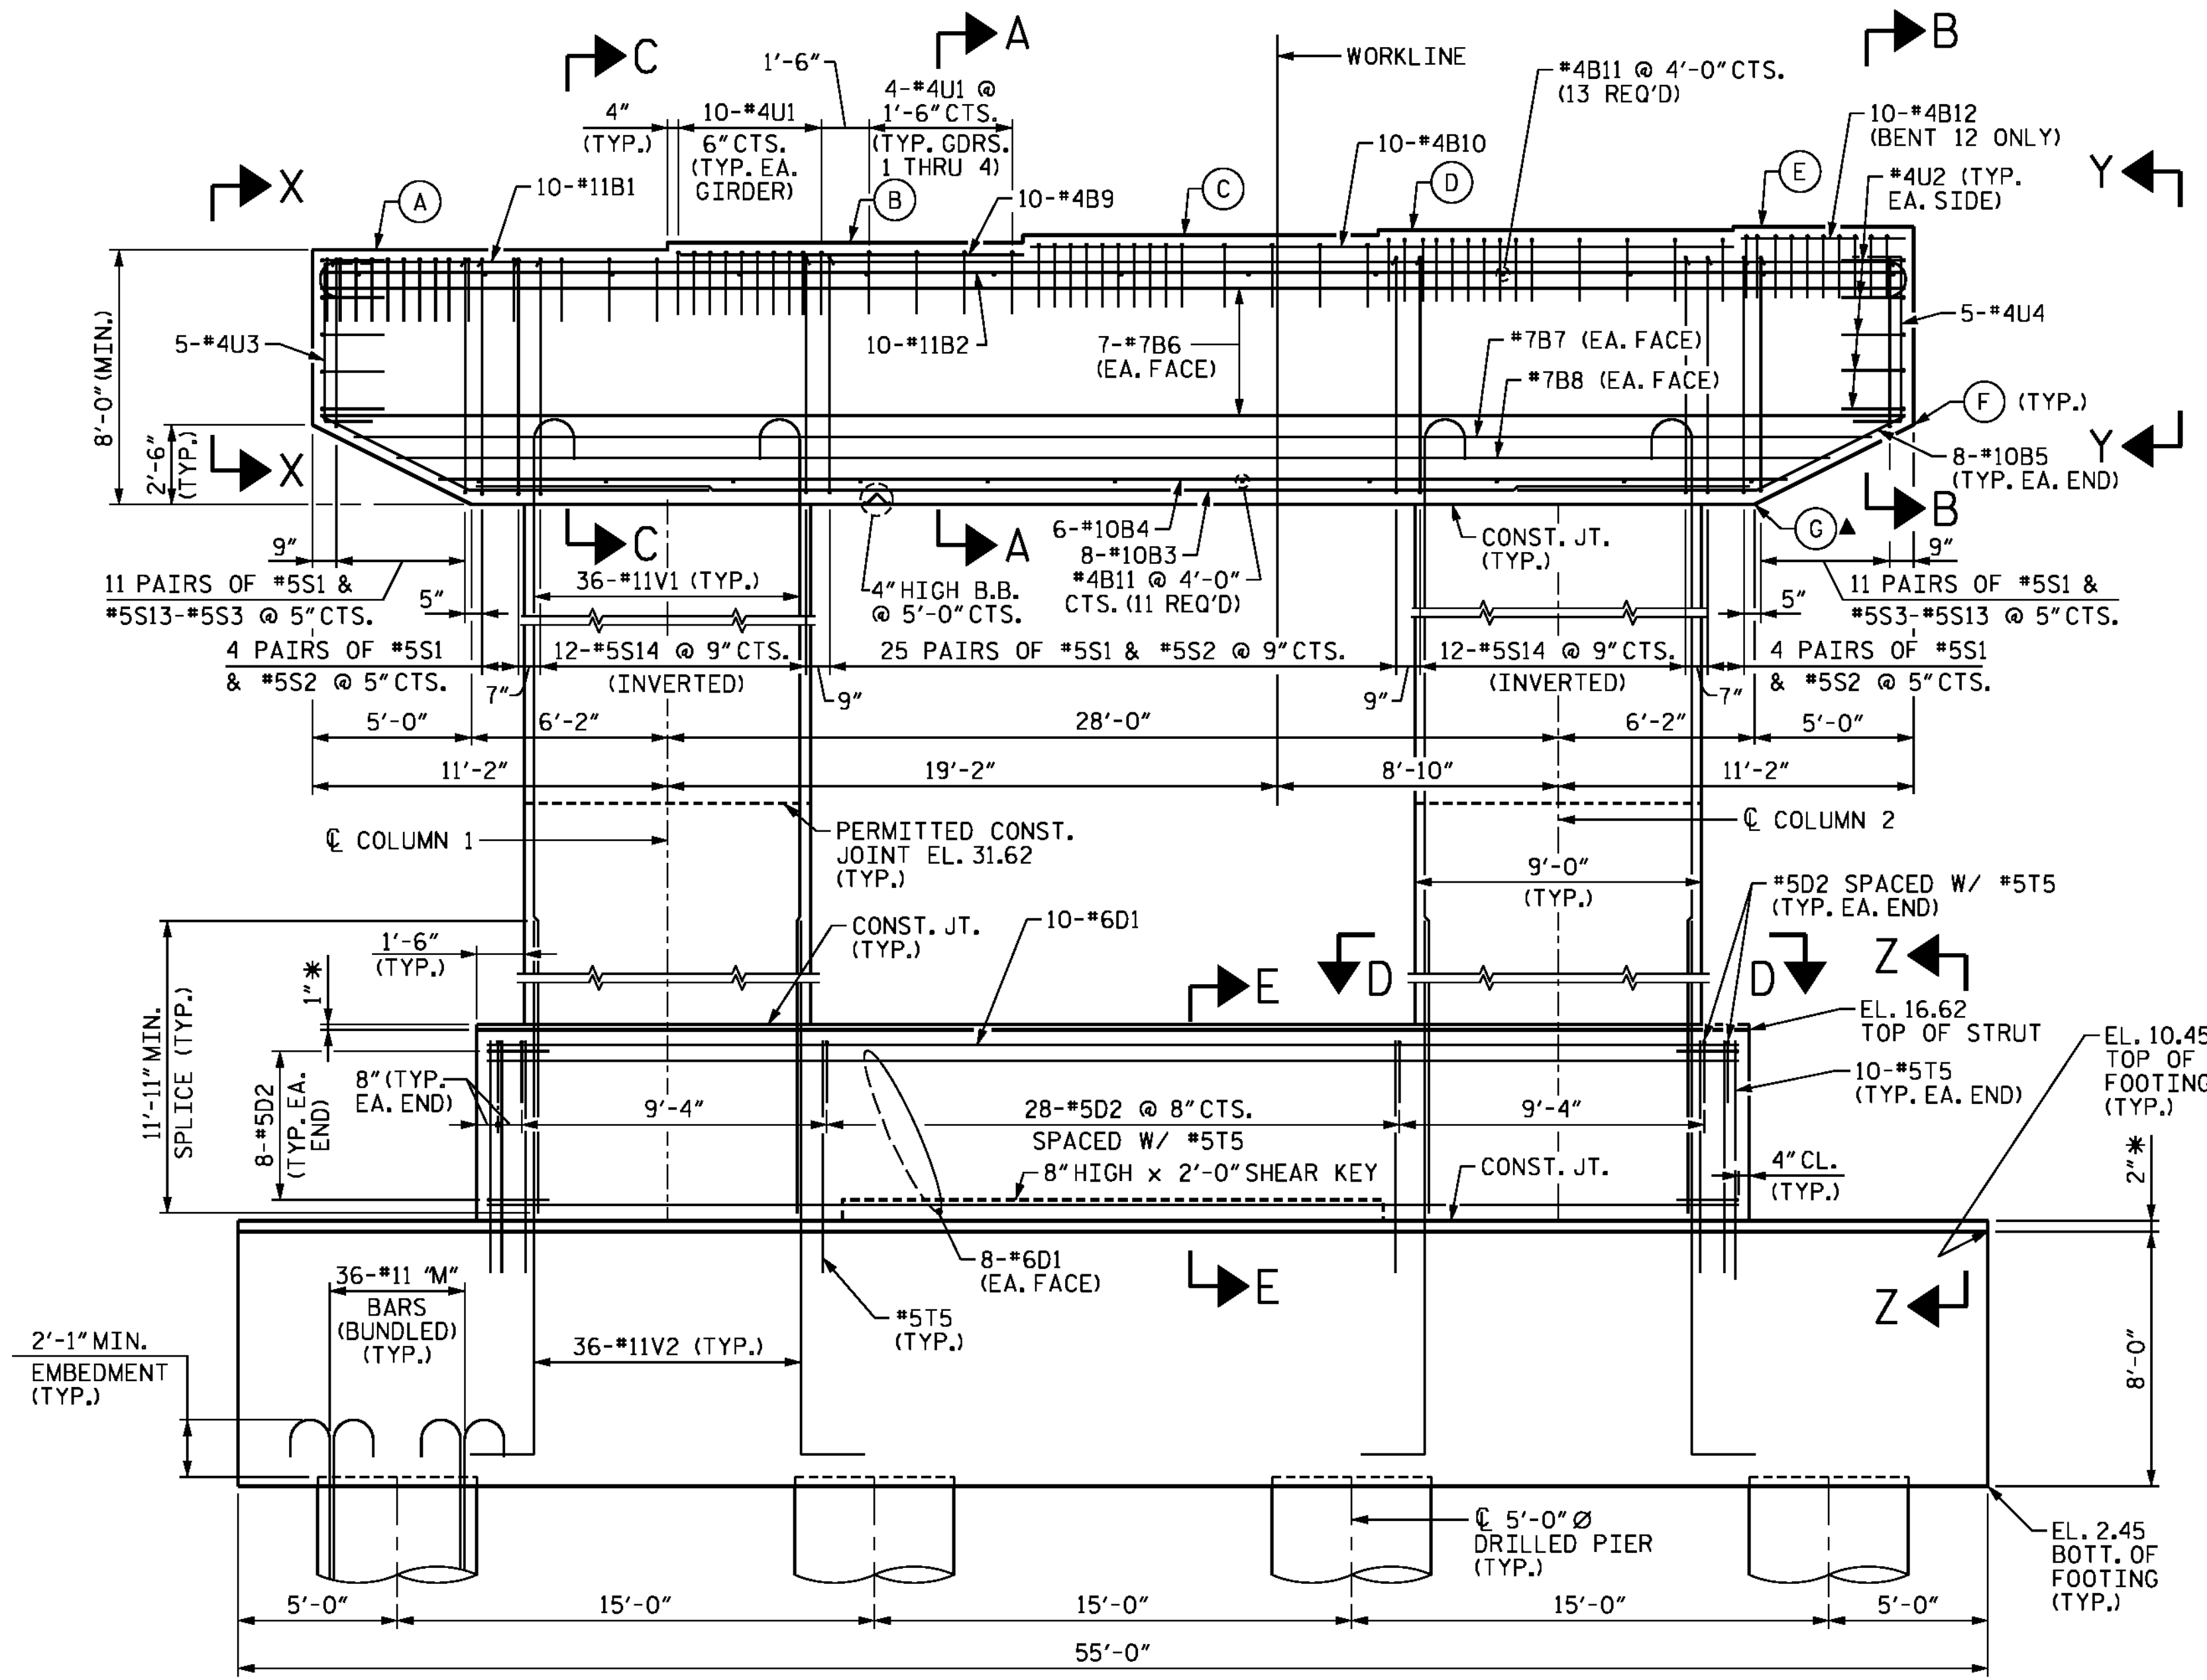 C
A
B
1'-6"
WORKLINE
#4B11 @ 4'-0" CTS.
(13 REQ'D)
4-#4U1 @
1'-6" CTS.
(TYP. GDRS.
1 THRU 4)
4"
(TYP.)
10-#4U1
6" CTS.
(TYP. EA.
GIRDER)
10-#4B12
(BENT 12 ONLY)
10-#4B10
#4U2 (TYP.
EA. SIDE)
X
Y
10-#11B1
10-#4B9
A
B
C
D
E
8'-0" (MIN.)
5-#4U3
10-#11B2
7-#7B6
(EA. FACE)
#7B7 (EA. FACE)
#7B8 (EA. FACE)
5-#4U4
F
(TYP.)
2'-6"
(TYP.)
X
Y
8-#10B5
(TYP. EA. END)
B
C
A
6-#10B4
8-#10B3
#4B11 @ 4'-0"
CTS. (11 REQ'D)
CONST. JT.
(TYP.)
G▲
9"
9"
11 PAIRS OF #5S1 &
#5S13-#5S3 @ 5" CTS.
5"
36-#11V1 (TYP.)
4" HIGH B.B.
@ 5'-0" CTS.
5"
11 PAIRS OF #5S1 &
#5S3-#5S13 @ 5" CTS.
4 PAIRS OF #5S1
& #5S2 @ 5" CTS.
12-#5S14 @ 9" CTS.
(INVERTED)
25 PAIRS OF #5S1 & #5S2 @ 9" CTS.
12-#5S14 @ 9" CTS.
(INVERTED)
4 PAIRS OF #5S1
& #5S2 @ 5" CTS.
7"
9"
9"
7"
5'-0"
6'-2"
28'-0"
6'-2"
5'-0"
11'-2"
19'-2"
8'-10"
11'-2"
℄ COLUMN 1
PERMITTED CONST.
JOINT EL. 31.62
(TYP.)
℄ COLUMN 2
9'-0"
(TYP.)
#5D2 SPACED W/ #5T5
(TYP. EA. END)
CONST. JT.
(TYP.)
10-#6D1
1'-6"
(TYP.)
1"*
11'-11" MIN.
SPLICE (TYP.)
E
D
D
Z
EL. 16.62
TOP OF STRUT
EL. 10.45
TOP OF
FOOTING
(TYP.)
8-#5D2
(TYP. EA.
END)
8" (TYP.
EA. END)
9'-4"
28-#5D2 @ 8" CTS.
SPACED W/ #5T5
9'-4"
10-#5T5
(TYP. EA. END)
8" HIGH x 2'-0" SHEAR KEY
CONST. JT.
4" CL.
(TYP.)
2"*
8-#6D1
(EA. FACE)
E
Z
#5T5
(TYP.)
36-#11 "M"
BARS
(BUNDLED)
(TYP.)
36-#11V2 (TYP.)
2'-1" MIN.
EMBEDMENT
(TYP.)
8'-0"
℄ 5'-0" Ø
DRILLED PIER
(TYP.)
EL. 2.45
BOTT. OF
FOOTING
(TYP.)
5'-0"
15'-0"
15'-0"
15'-0"
5'-0"
55'-0"